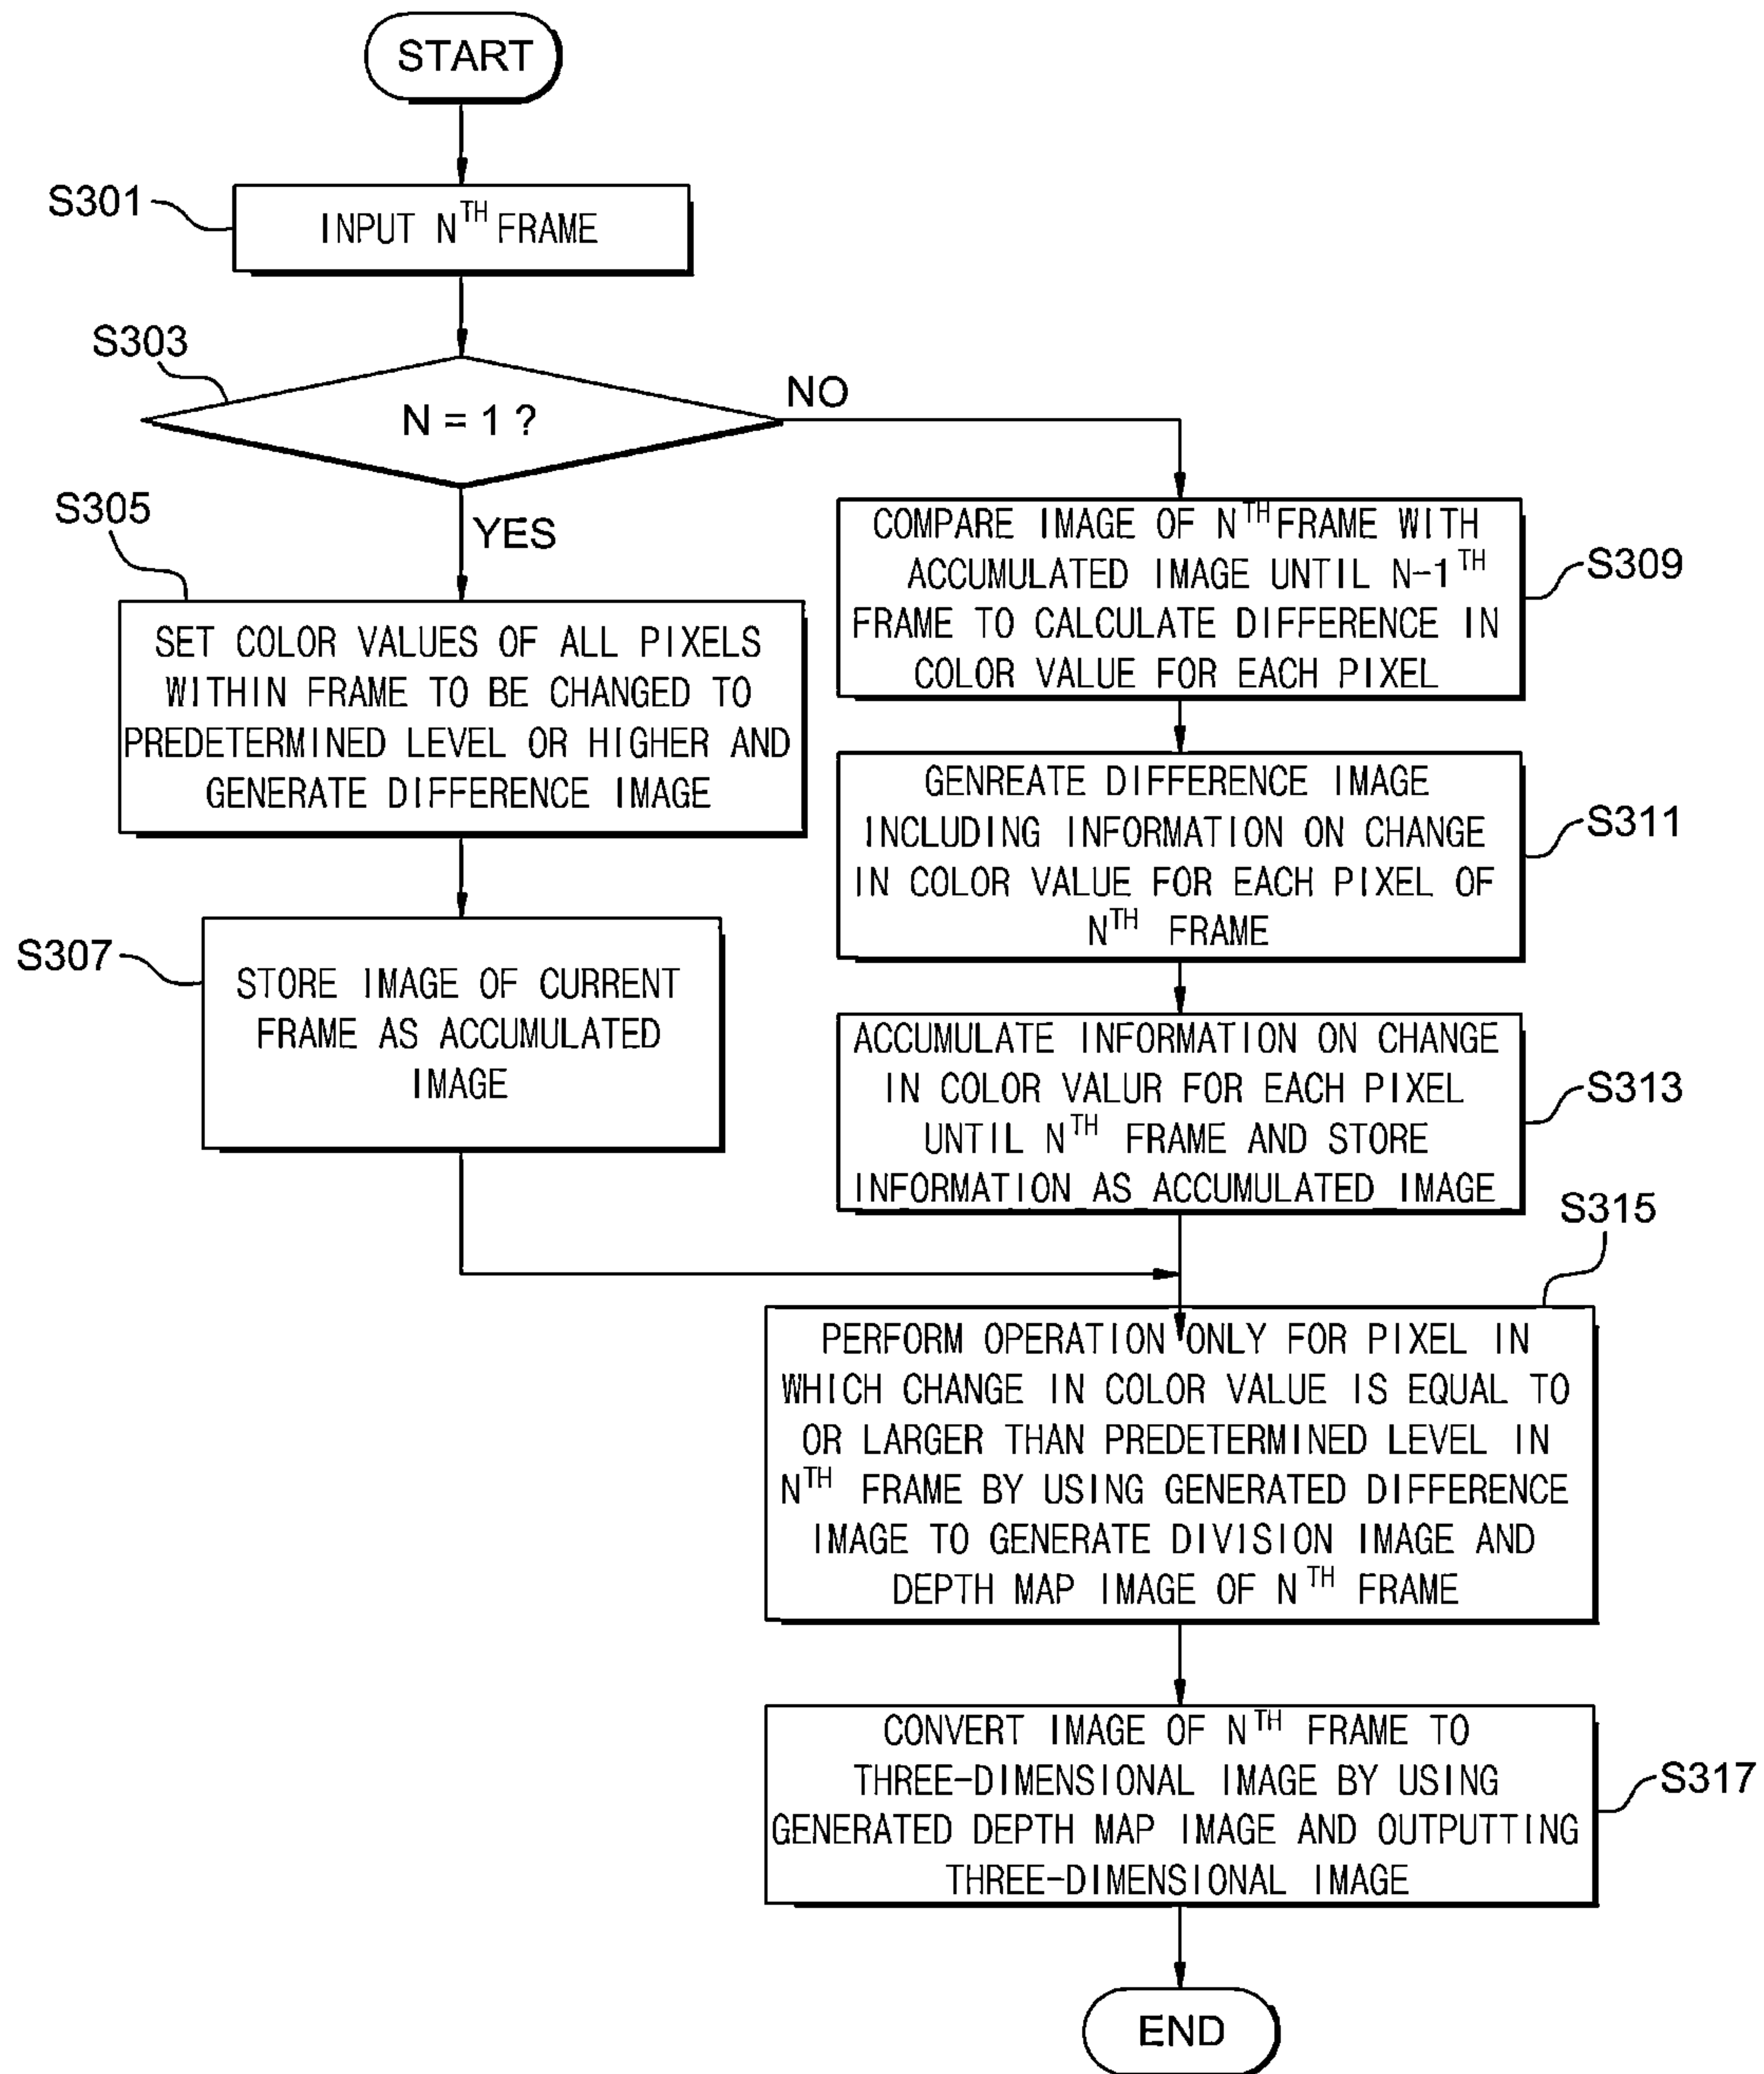 START
S301
INPUT NTH FRAME
S303
N = 1 ?
NO
YES
S305
SET COLOR VALUES OF ALL PIXELS
WITHIN FRAME TO BE CHANGED TO
PREDETERMINED LEVEL OR HIGHER AND
GENERATE DIFFERENCE IMAGE
S307
STORE IMAGE OF CURRENT
FRAME AS ACCUMULATED
IMAGE
COMPARE IMAGE OF NTH FRAME WITH
ACCUMULATED IMAGE UNTIL N-1TH
FRAME TO CALCULATE DIFFERENCE IN
COLOR VALUE FOR EACH PIXEL
S309
GENREATE DIFFERENCE IMAGE
INCLUDING INFORMATION ON CHANGE
IN COLOR VALUE FOR EACH PIXEL OF
NTH FRAME
S311
ACCUMULATE INFORMATION ON CHANGE
IN COLOR VALUR FOR EACH PIXEL
UNTIL NTH FRAME AND STORE
INFORMATION AS ACCUMULATED IMAGE
S313
S315
PERFORM OPERATION ONLY FOR PIXEL IN
WHICH CHANGE IN COLOR VALUE IS EQUAL TO
OR LARGER THAN PREDETERMINED LEVEL IN
NTH FRAME BY USING GENERATED DIFFERENCE
IMAGE TO GENERATE DIVISION IMAGE AND
DEPTH MAP IMAGE OF NTH FRAME
CONVERT IMAGE OF NTH FRAME TO
THREE-DIMENSIONAL IMAGE BY USING
GENERATED DEPTH MAP IMAGE AND OUTPUTTING
THREE-DIMENSIONAL IMAGE
S317
END